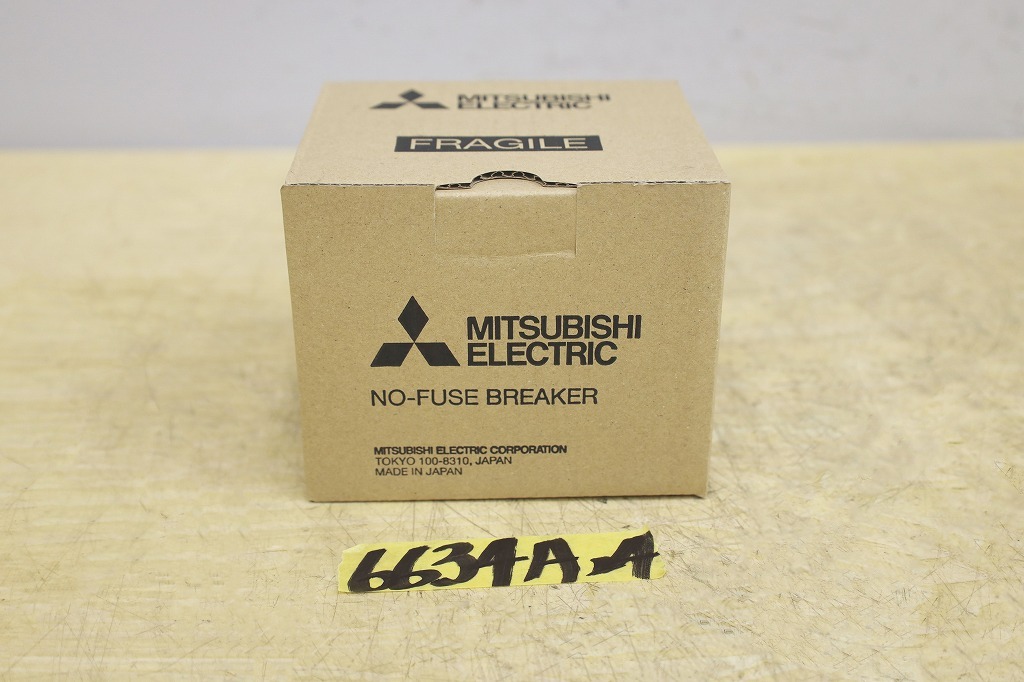 MITSUBISHI
ELECTRIC
FRAGILE
MITSUBISHI
ELECTRIC
NO-FUSE BREAKER
MITSUBISHI ELECTRIC CORPORATION
TOKYO 100-8310, JAPAN
MADE IN JAPAN
6634A-A